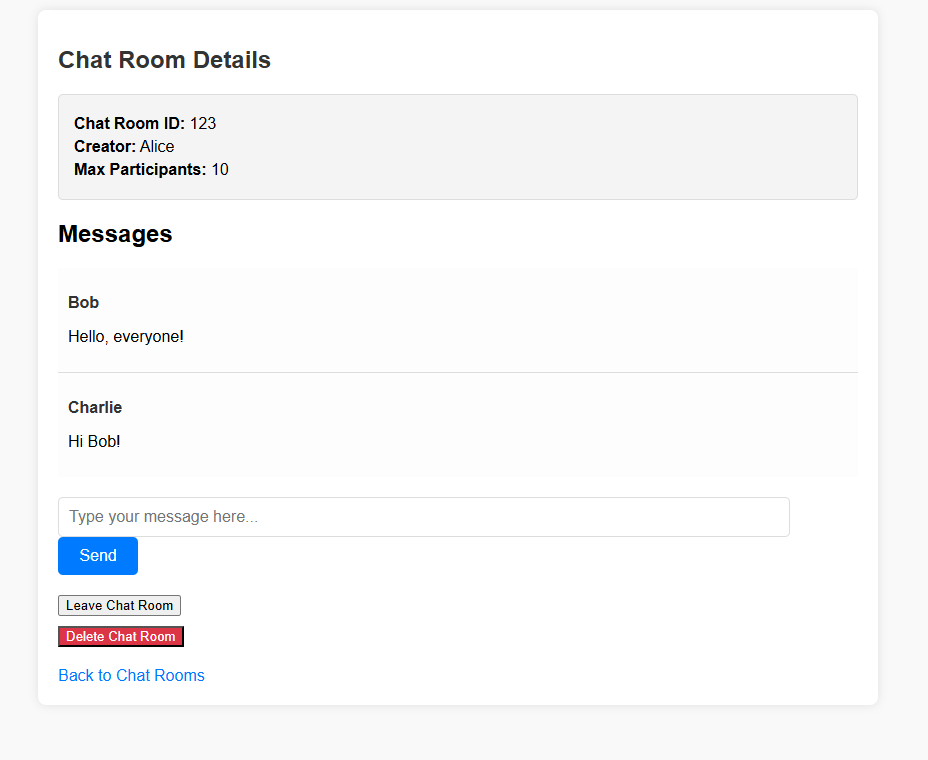 Chat Room Details
Chat Room ID: 123
Creator: Alice
Max Participants: 10
Messages
Bob
Hello, everyone!
Charlie
Hi Bob!
Type your message here...
Send
Leave Chat Room
Delete Chat Room
Back to Chat Rooms